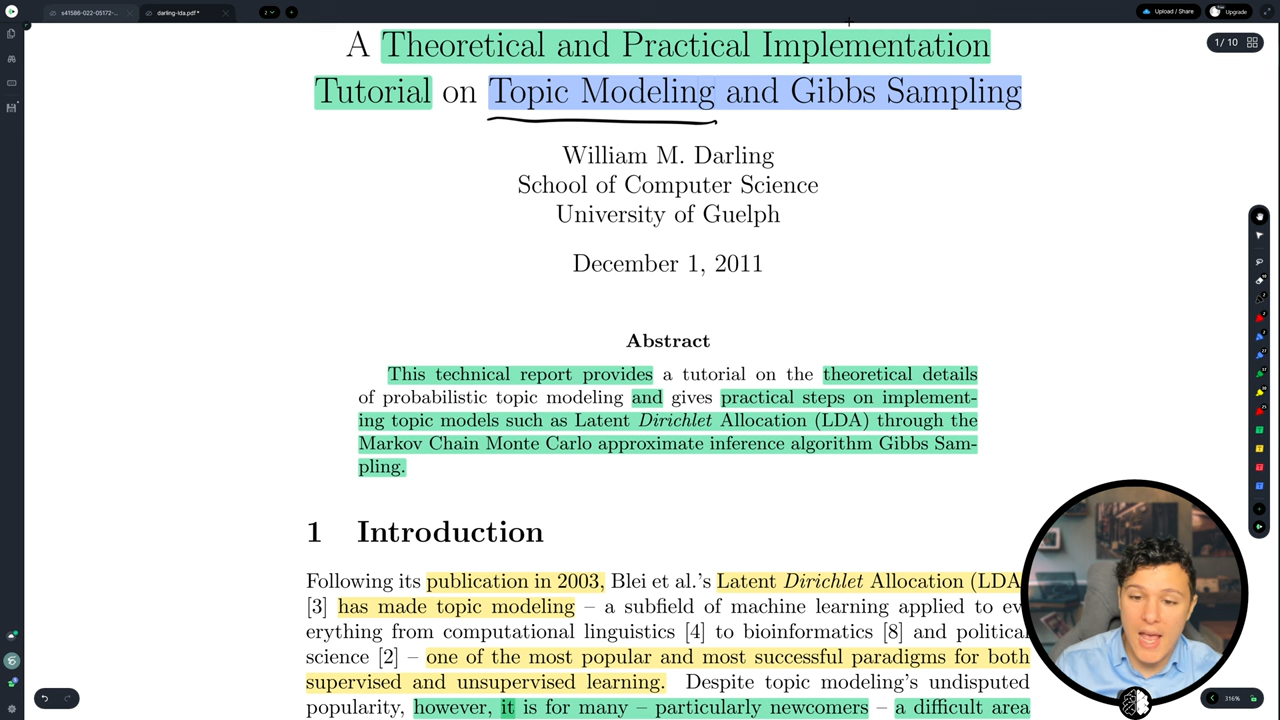 s41586-022-05172-...
darling-lda.pdf*
Upload / Share
Upgrade
1 / 10
A Theoretical and Practical Implementation
Tutorial on Topic Modeling and Gibbs Sampling
William M. Darling
School of Computer Science
University of Guelph
December 1, 2011
Abstract
This technical report provides a tutorial on the theoretical details
of probabilistic topic modeling and gives practical steps on implement-
ing topic models such as Latent Dirichlet Allocation (LDA) through the
Markov Chain Monte Carlo approximate inference algorithm Gibbs Sam-
pling.
1 Introduction
Following its publication in 2003, Blei et al.'s Latent Dirichlet Allocation (LDA
[3] has made topic modeling – a subfield of machine learning applied to ev
erything from computational linguistics [4] to bioinformatics [8] and political
science [2] – one of the most popular and most successful paradigms for both
supervised and unsupervised learning. Despite topic modeling's undisputed
popularity, however, it is for many – particularly newcomers – a difficult area
316%